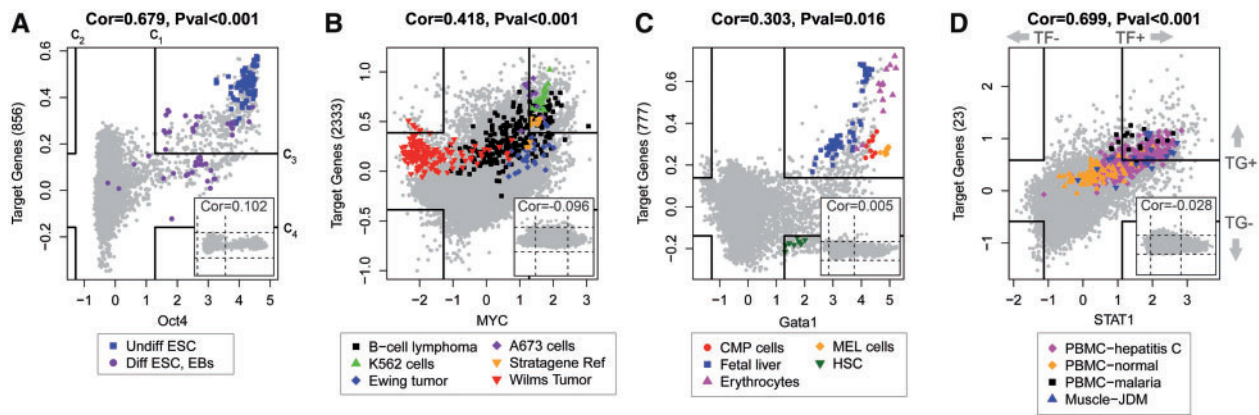 A
Cor=0.679, Pval<0.001
C₂
C₁
0.6
0.4
0.2
0.0
−0.2
Target Genes (856)
C₃
C₄
Cor=0.102
−1 0 1 2 3 4 5
Oct4
Undiff ESC
Diff ESC, EBs
B
Cor=0.418, Pval<0.001
1.0
0.5
0.0
−0.5
−1.0
Target Genes (2333)
Cor=-0.096
−2 −1 0 1 2 3
MYC
B−cell lymphoma
K562 cells
Ewing tumor
A673 cells
Stratagene Ref
Wilms Tumor
C
Cor=0.303, Pval=0.016
0.6
0.4
0.2
0.0
−0.2
Target Genes (777)
Cor=0.005
−1 0 1 2 3 4 5
Gata1
CMP cells
Fetal liver
Erythrocytes
MEL cells
HSC
D
Cor=0.699, Pval<0.001
TF−
TF+
2
1
0
−1
Target Genes (23)
TG+
TG−
Cor=-0.028
−2 −1 0 1 2 3
STAT1
PBMC−hepatitis C
PBMC−normal
PBMC−malaria
Muscle−JDM